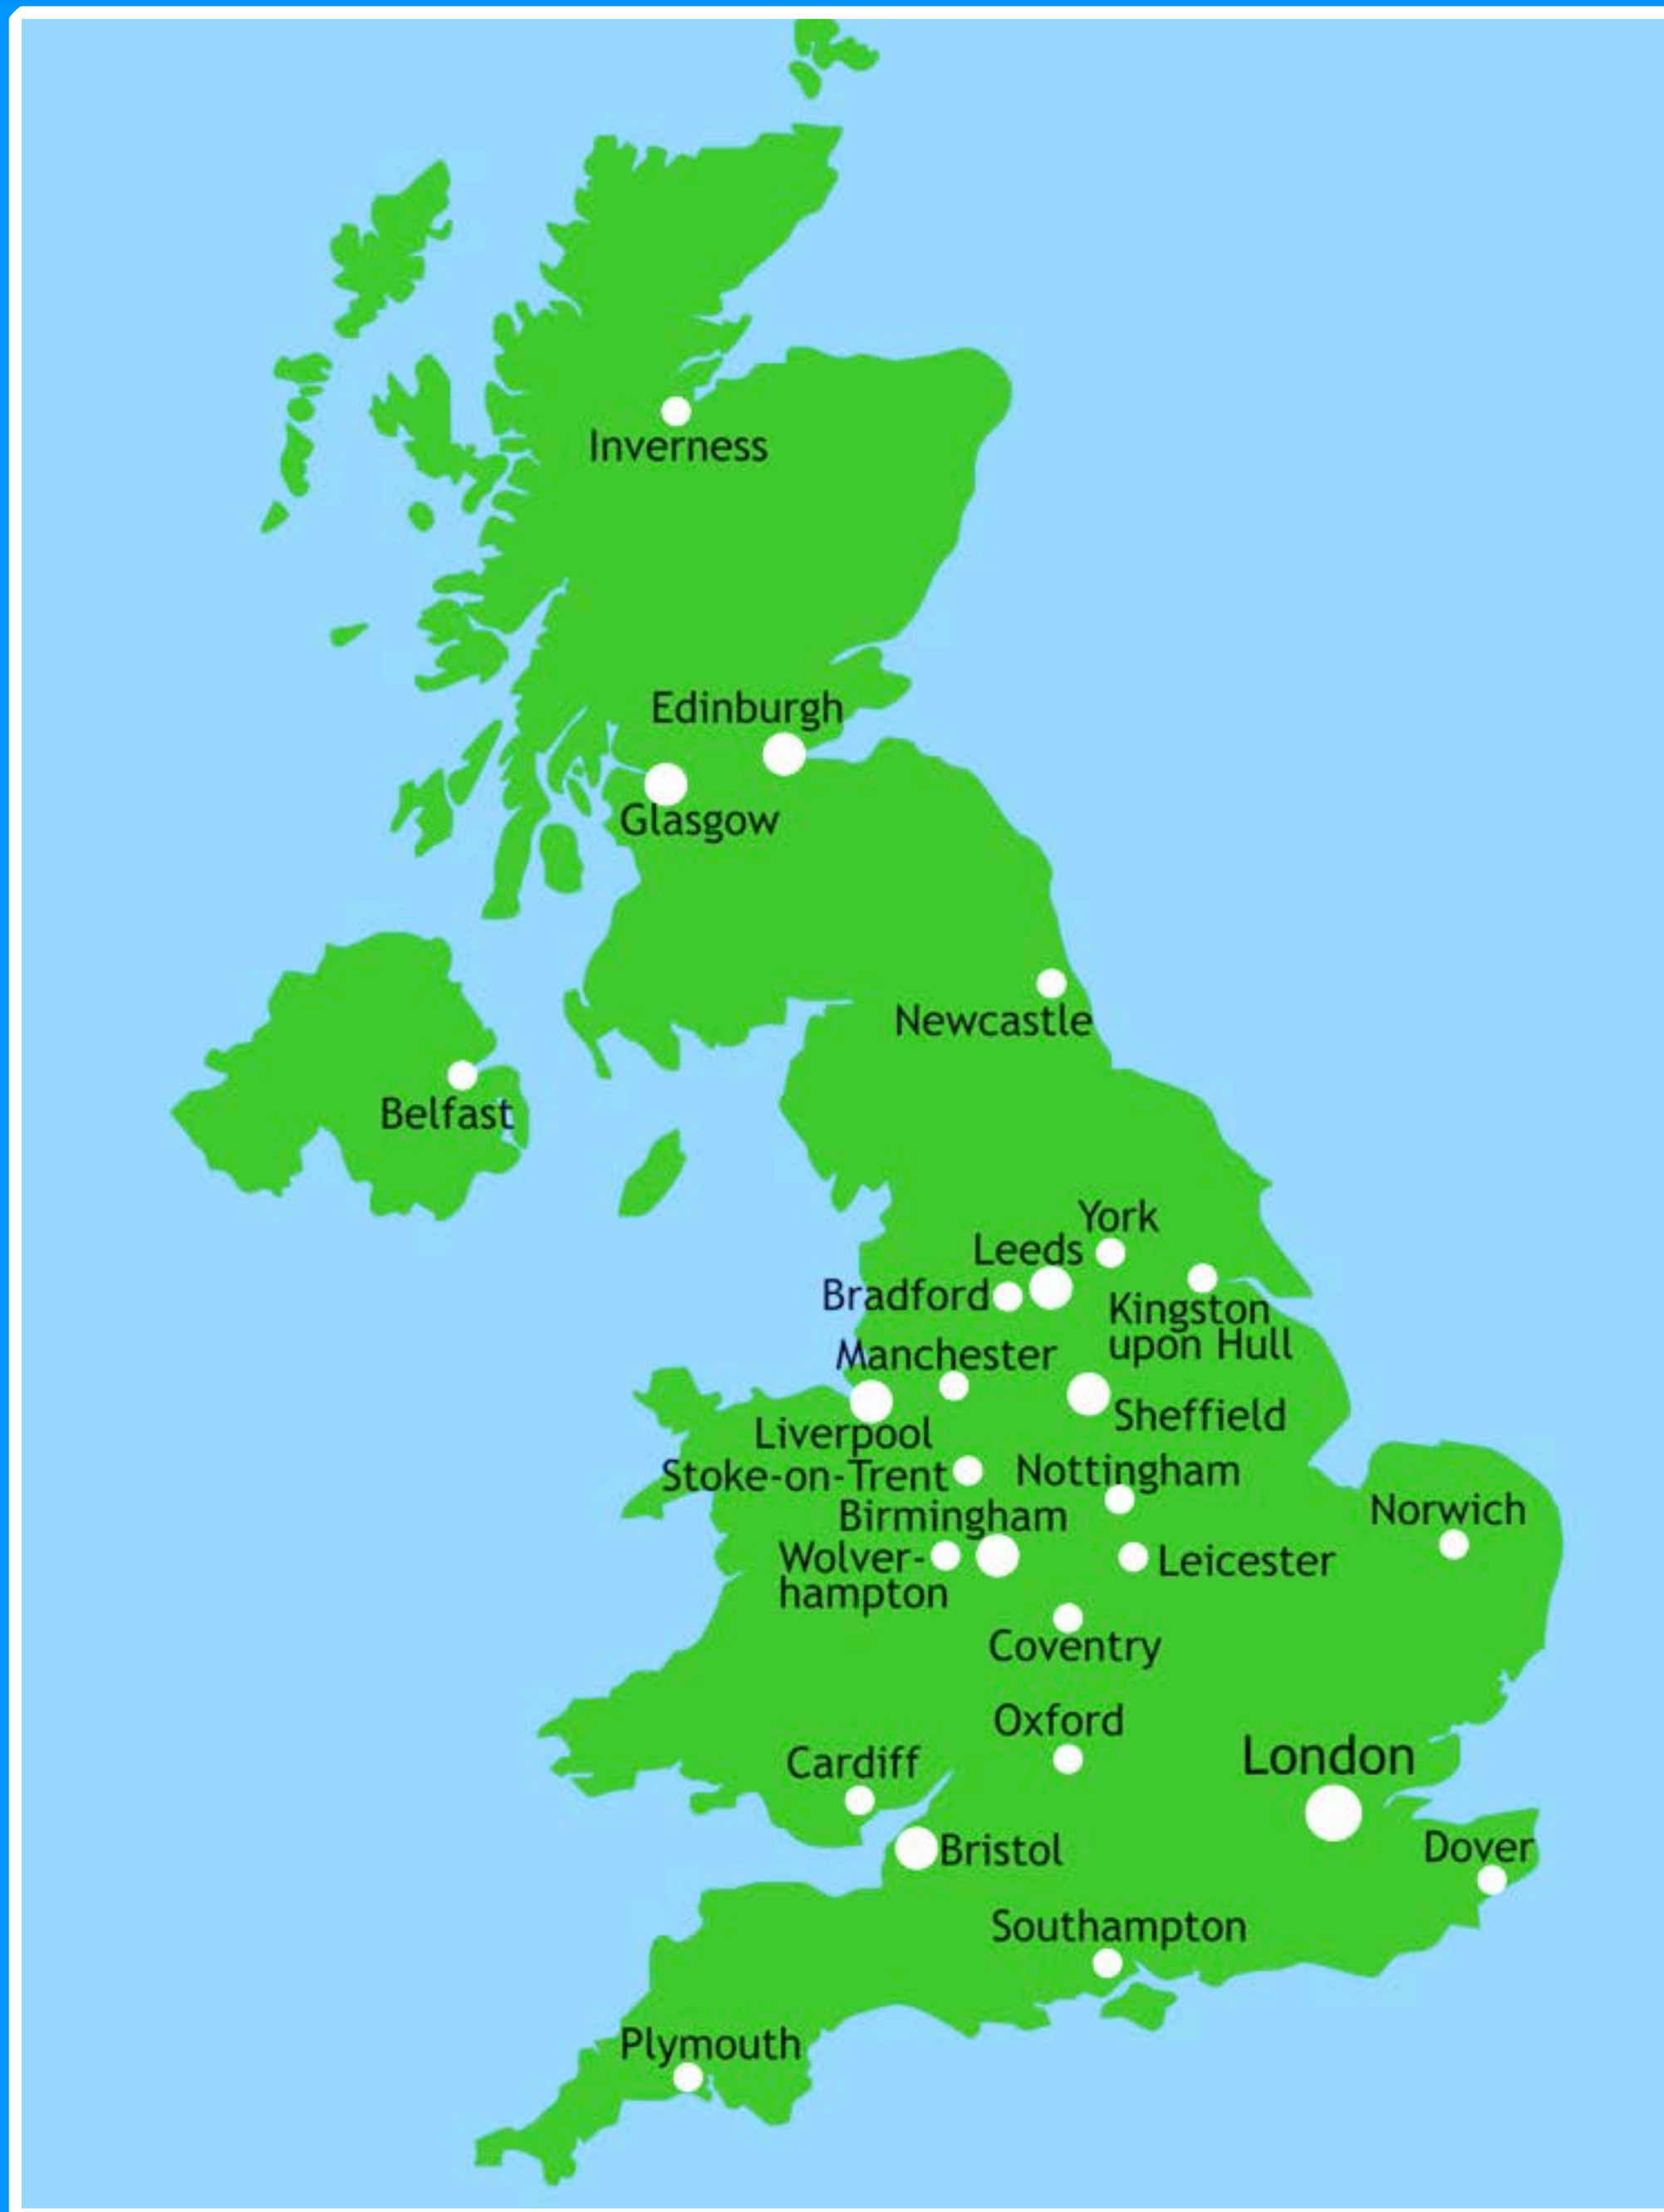 Inverness
Edinburgh
Glasgow
Newcastle
Belfast
York
Leeds
Bradford
Kingston
upon Hull
Manchester
Sheffield
Liverpool
Stoke-on-Trent
Nottingham
Birmingham
Norwich
Wolver-
hampton
Leicester
Coventry
Oxford
London
Cardiff
Bristol
Dover
Southampton
Plymouth